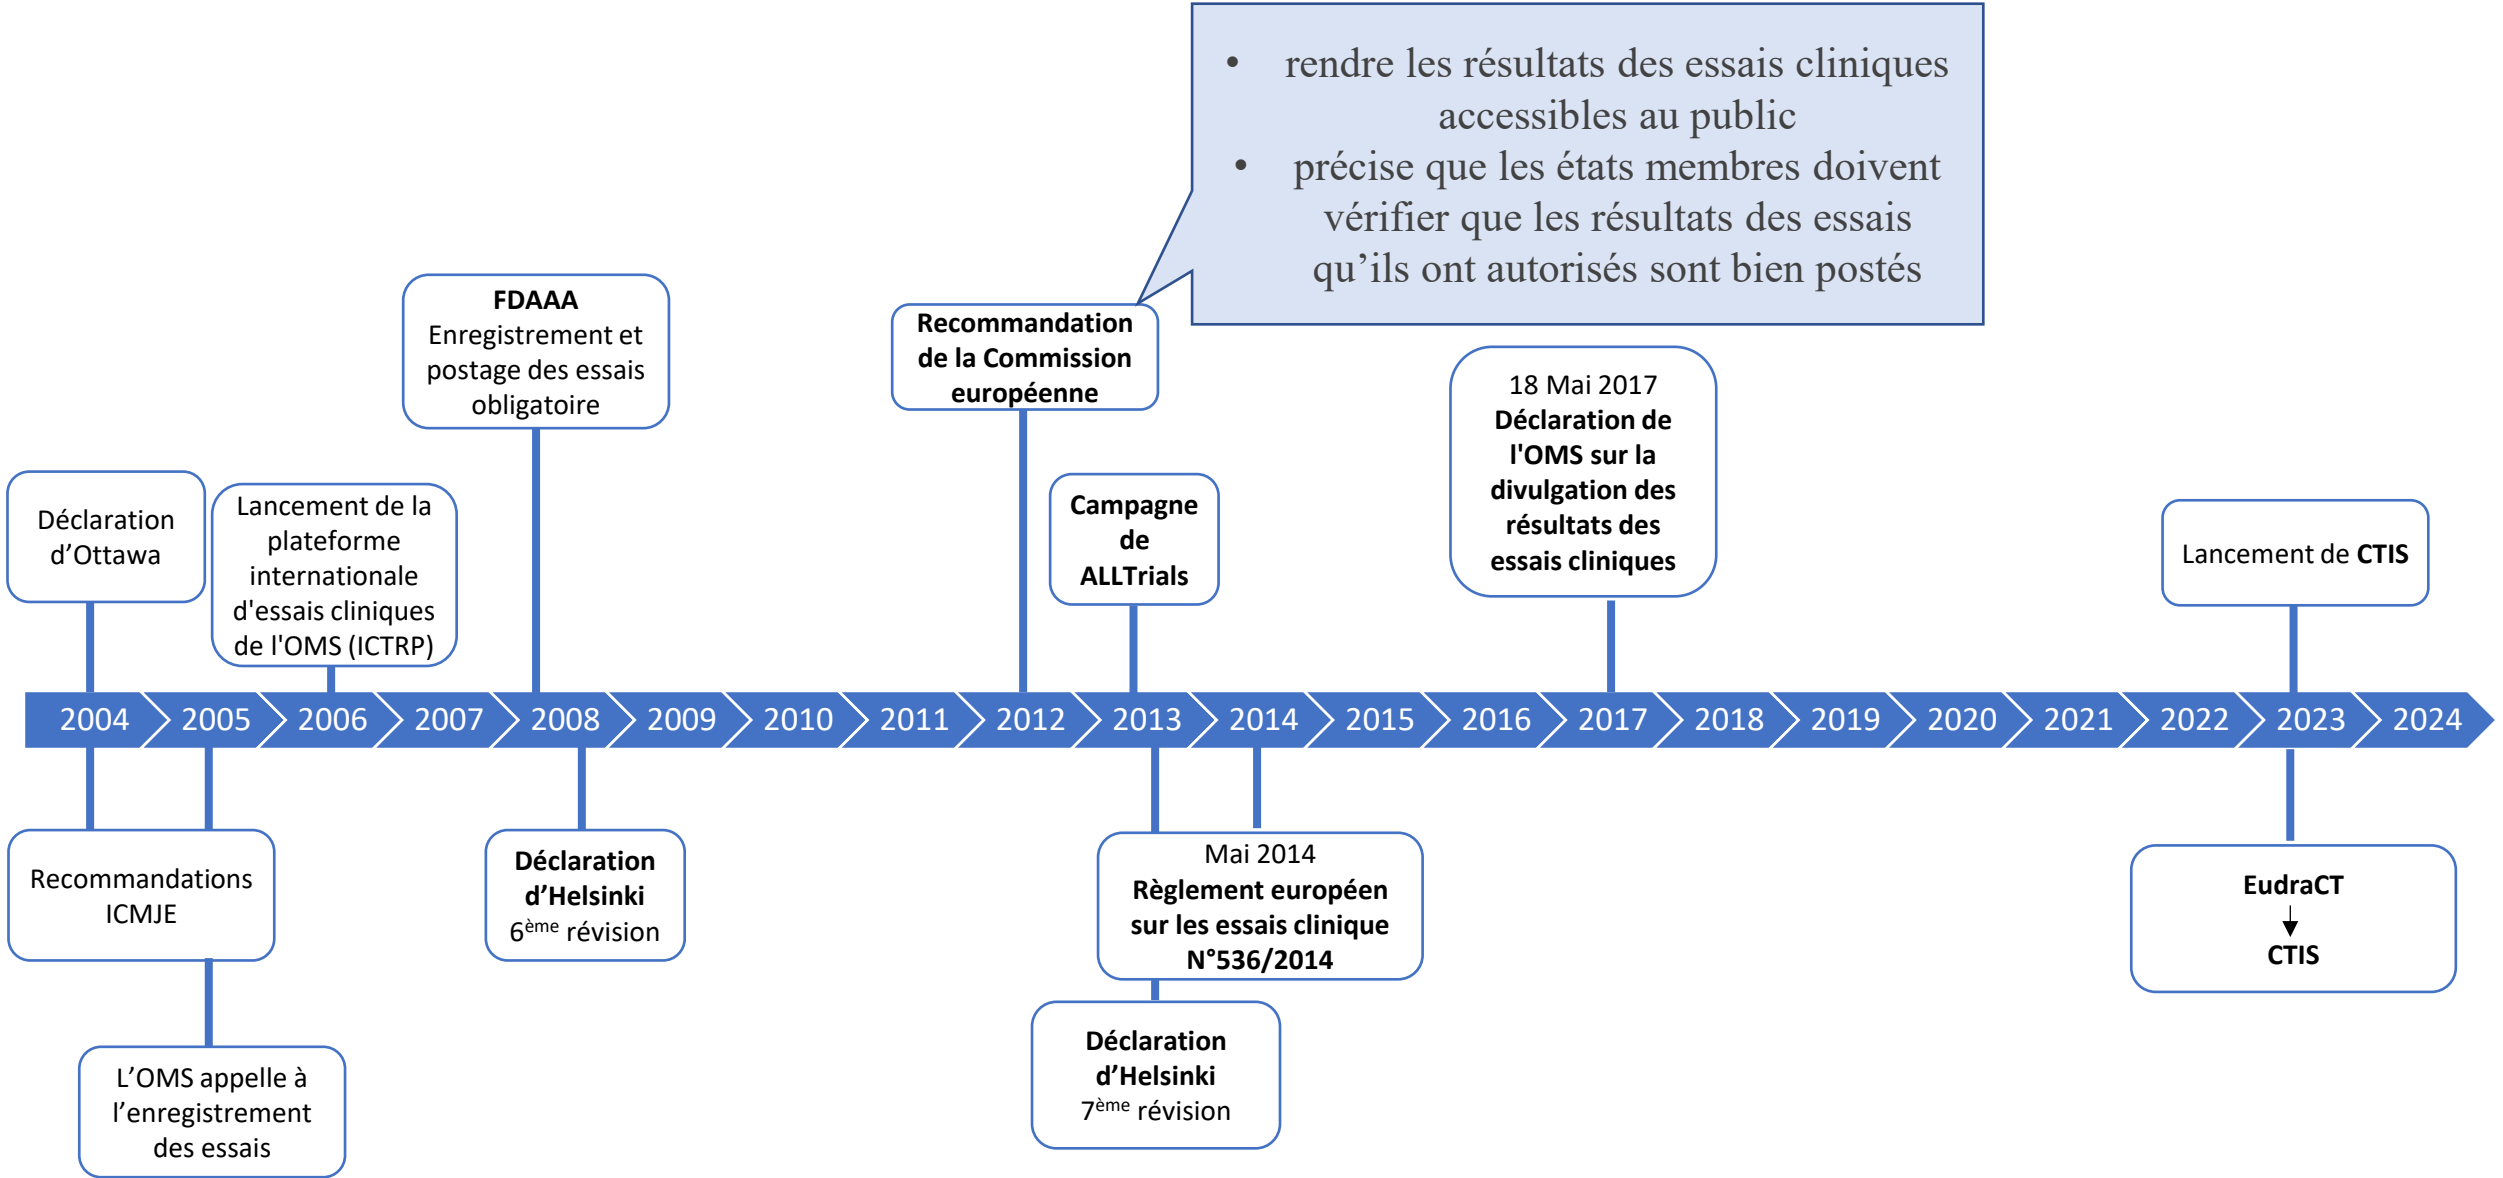 • rendre les résultats des essais cliniques
accessibles au public
• précise que les états membres doivent
vérifier que les résultats des essais
qu’ils ont autorisés sont bien postés
FDAAA
Enregistrement et
postage des essais
obligatoire
Recommandation
de la Commission
européenne
18 Mai 2017
Déclaration de
l'OMS sur la
divulgation des
résultats des
essais cliniques
Déclaration
d’Ottawa
Lancement de la
plateforme
internationale
d'essais cliniques
de l'OMS (ICTRP)
Campagne
de
ALLTrials
Lancement de CTIS
2004 2005 2006 2007 2008 2009 2010 2011 2012 2013 2014 2015 2016 2017 2018 2019 2020 2021 2022 2023 2024
Recommandations
ICMJE
Déclaration
d’Helsinki
6ème révision
Mai 2014
Règlement européen
sur les essais clinique
N°536/2014
EudraCT
CTIS
L’OMS appelle à
l’enregistrement
des essais
Déclaration
d’Helsinki
7ème révision